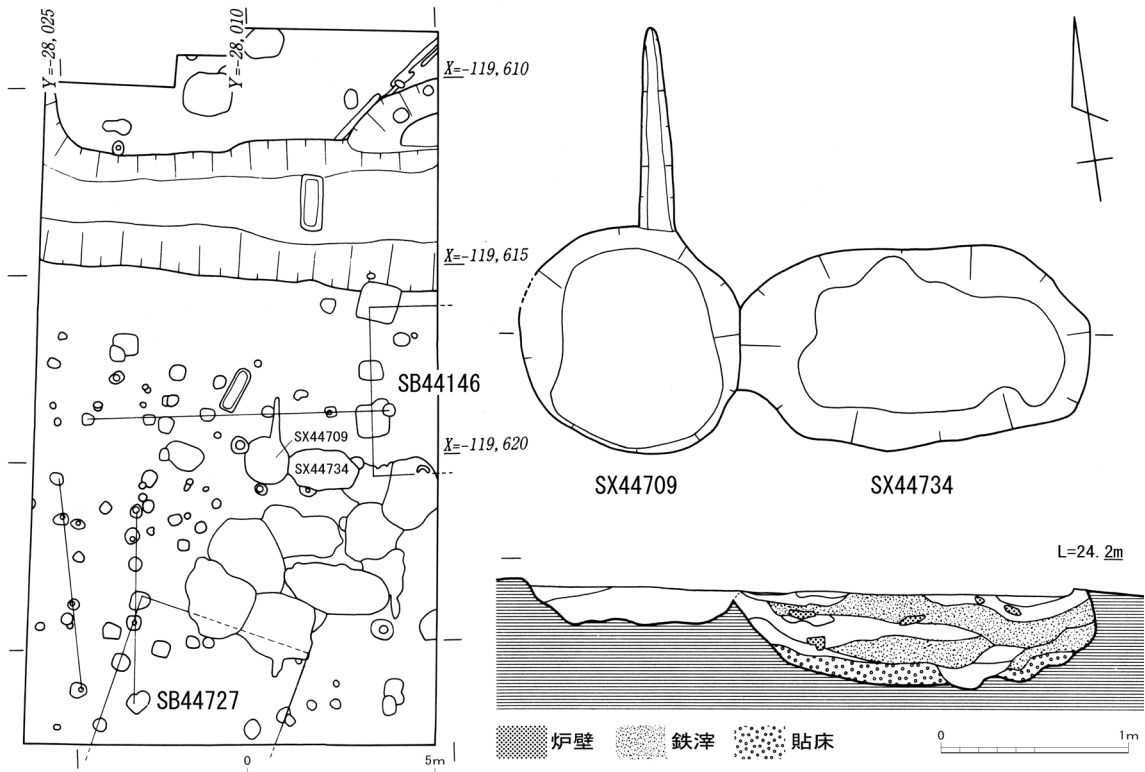 Y=-28,025
Y=-28,010
X=-119,610
X=-119,615
SB44146
X=-119,620
SX44709
SX44734
SB44727
0
5m
SX44709
SX44734
L=24.2m
炉壁
鉄滓
貼床
0
1m